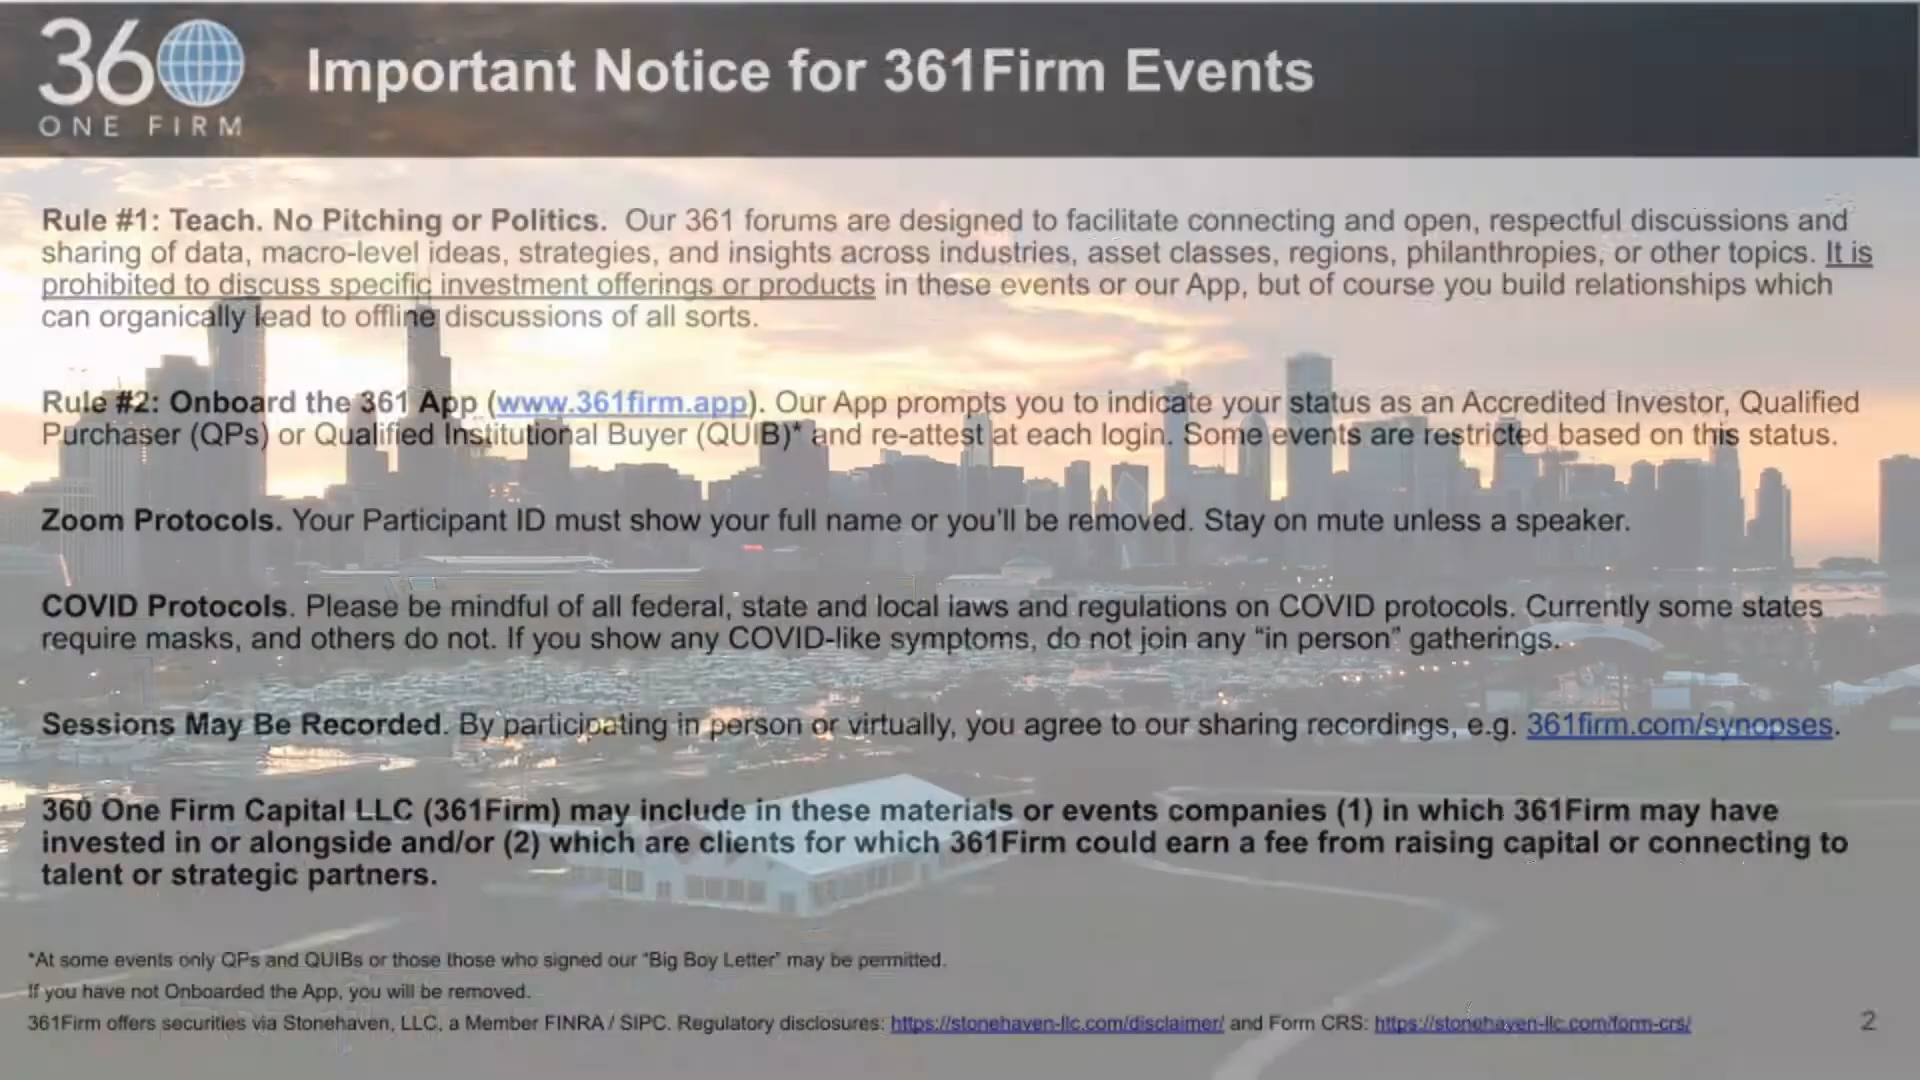 360
ONE FIRM
Important Notice for 361Firm Events
Rule #1: Teach. No Pitching or Politics. Our 361 forums are designed to facilitate connecting and open, respectful discussions and
sharing of data, macro-level ideas, strategies, and insights across industries, asset classes, regions, philanthropies, or other topics. It is
prohibited to discuss specific investment offerings or products in these events or our App, but of course you build relationships which
can organically lead to offline discussions of all sorts.
Rule #2: Onboard the 361 App (www.361firm.app). Our App prompts you to indicate your status as an Accredited Investor, Qualified
Purchaser (QPs) or Qualified Institutional Buyer (QUIB)* and re-attest at each login. Some events are restricted based on this status.
Zoom Protocols. Your Participant ID must show your full name or you'll be removed. Stay on mute unless a speaker.
COVID Protocols. Please be mindful of all federal, state and local laws and regulations on COVID protocols. Currently some states
require masks, and others do not. If you show any COVID-like symptoms, do not join any “in person” gatherings.
Sessions May Be Recorded. By participating in person or virtually, you agree to our sharing recordings, e.g. 361firm.com/synopses.
360 One Firm Capital LLC (361Firm) may include in these materials or events companies (1) in which 361Firm may have
invested in or alongside and/or (2) which are clients for which 361Firm could earn a fee from raising capital or connecting to
talent or strategic partners.
*At some events only QPs and QUIBs or those those who signed our “Big Boy Letter” may be permitted.
If you have not Onboarded the App, you will be removed.
361Firm offers securities via Stonehaven, LLC, a Member FINRA / SIPC. Regulatory disclosures: https://stonehaven-llc.com/disclaimer/ and Form CRS: https://stonehaven-llc.com/form-crs/
2